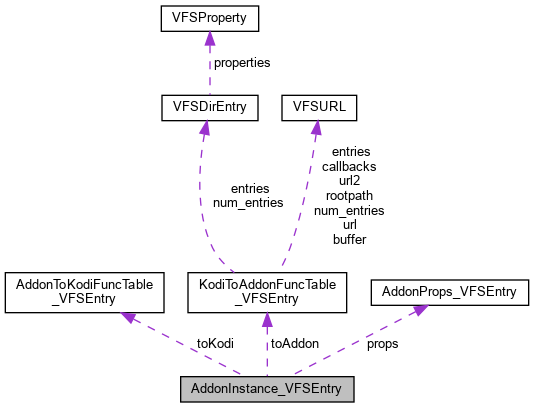 VFSProperty
properties
VFSDirEntry
VFSURL
entries
num_entries
entries
callbacks
url2
rootpath
num_entries
url
buffer
AddonToKodiFuncTable
_VFSEntry
KodiToAddonFuncTable
_VFSEntry
AddonProps_VFSEntry
toKodi
toAddon
props
AddonInstance_VFSEntry